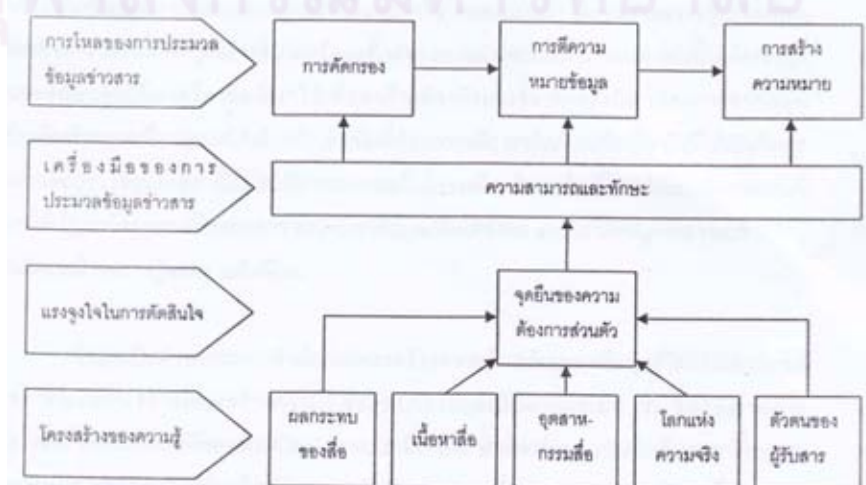 การไหลของการประมวล
ข้อมูลข่าวสาร
การคัดกรอง
การตีความ
หมายข้อมูล
การสร้าง
ความหมาย
เครื่องมือของการ
ประมวลข้อมูลข่าวสาร
ความสามารถและทักษะ
แรงจูงใจในการตัดสินใจ
จุดยืนของความ
ต้องการส่วนตัว
โครงสร้างของความรู้
ผลกระทบ
ของสื่อ
เนื้อหาสื่อ
อุตสาห-
กรรมสื่อ
โลกแห่ง
ความจริง
ตัวตนของ
ผู้รับสาร